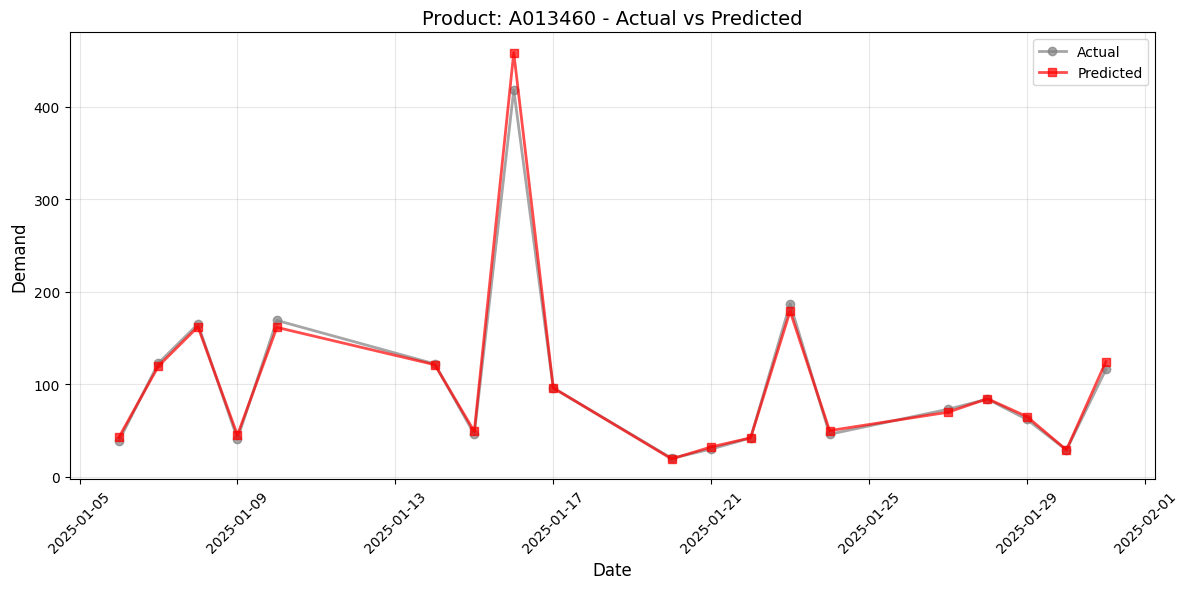 Product: A013460 - Actual vs Predicted
Actual
Predicted
Demand
400
300
200
100
0
2025-01-05
2025-01-09
2025-01-13
2025-01-17
2025-01-21
2025-01-25
2025-01-29
2025-02-01
Date